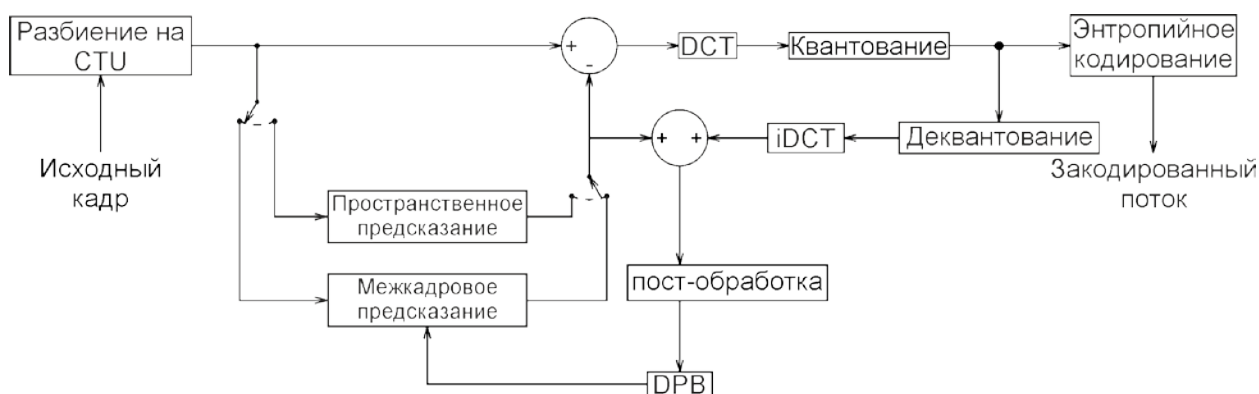 Разбиение на
CTU
+
-
DCT
Квантование
Энтропийное
кодирование
+ +
iDCT
Деквантование
Исходный
кадр
Закодированный
поток
Пространственное
предсказание
Межкадровое
предсказание
пост-обработка
DPB